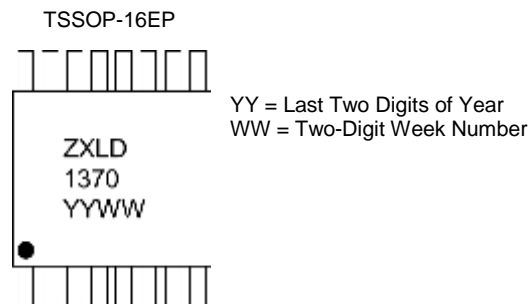 TSSOP-16EP
YY = Last Two Digits of Year
WW = Two-Digit Week Number
ZXLD
1370
YYWW